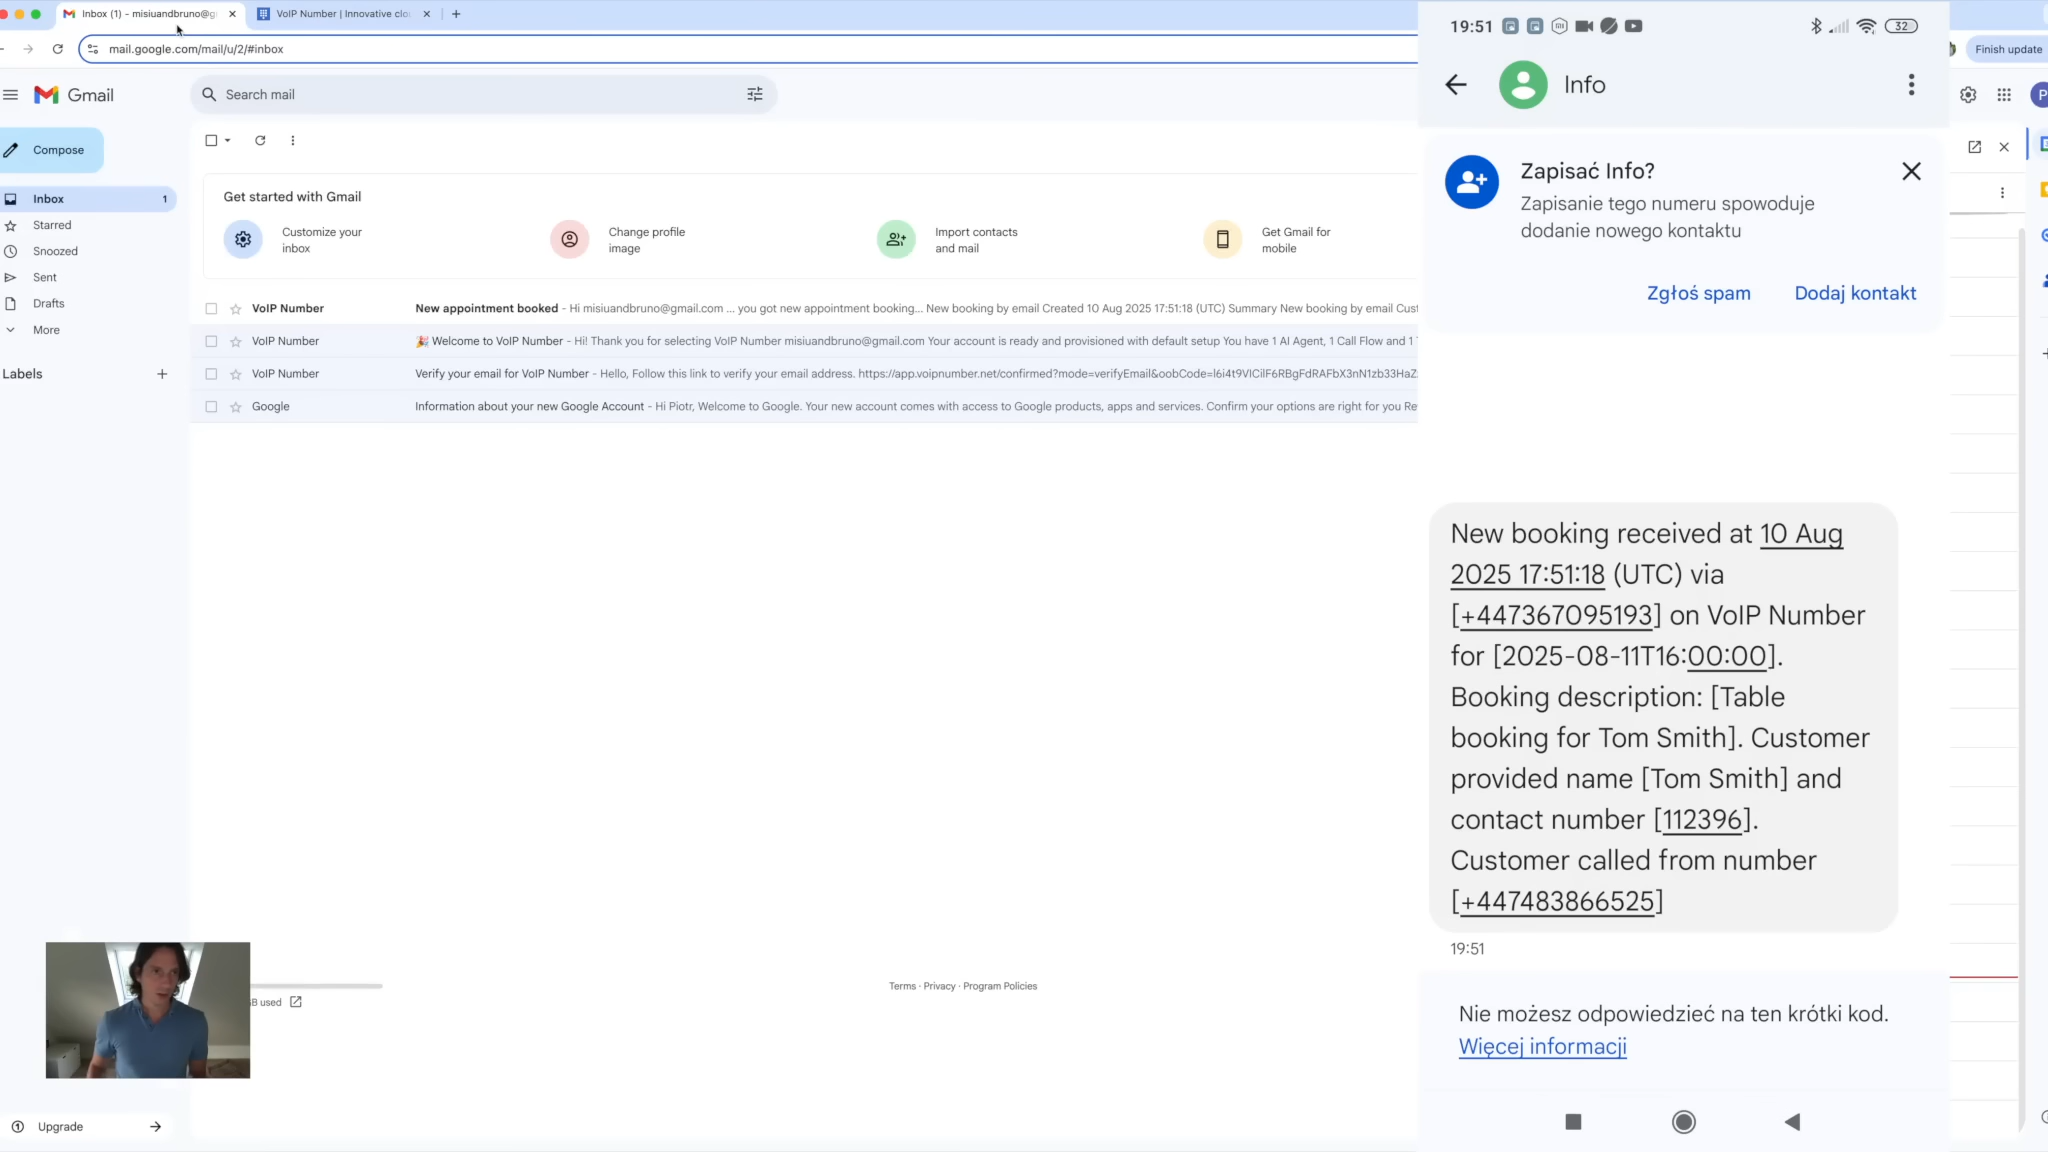 Inbox (1) - misiuandbruno@g
VoIP Number | Innovative clo
mail.google.com/mail/u/2/#inbox
Finish update
Gmail
Search mail
Compose
Inbox 1
Starred
Snoozed
Sent
Drafts
More
Labels
Get started with Gmail
Customize your
inbox
Change profile
image
Import contacts
and mail
Get Gmail for
mobile
VoIP Number New appointment booked - Hi misiuandbruno@gmail.com ... you got new appointment booking... New booking by email Created 10 Aug 2025 17:51:18 (UTC) Summary New booking by email Cust
VoIP Number 🎉 Welcome to VoIP Number - Hi! Thank you for selecting VoIP Number misiuandbruno@gmail.com Your account is ready and provisioned with default setup You have 1 AI Agent, 1 Call Flow and 1
VoIP Number Verify your email for VoIP Number - Hello, Follow this link to verify your email address.
Google Information about your new Google Account - Hi Piotr, Welcome to Google. Your new account comes with access to Google products, apps and services. Confirm your options are right for you Re
GB used
Terms · Privacy · Program Policies
Upgrade
19:51
32
Info
Zapisać Info?
Zapisanie tego numeru spowoduje
dodanie nowego kontaktu
Zgłoś spam Dodaj kontakt
New booking received at 10 Aug
2025 17:51:18 (UTC) via
[+447367095193] on VoIP Number
for [2025-08-11T16:00:00].
Booking description: [Table
booking for Tom Smith]. Customer
provided name [Tom Smith] and
contact number [112396].
Customer called from number
[+447483866525]
19:51
Nie możesz odpowiedzieć na ten krótki kod.
Więcej informacji
P